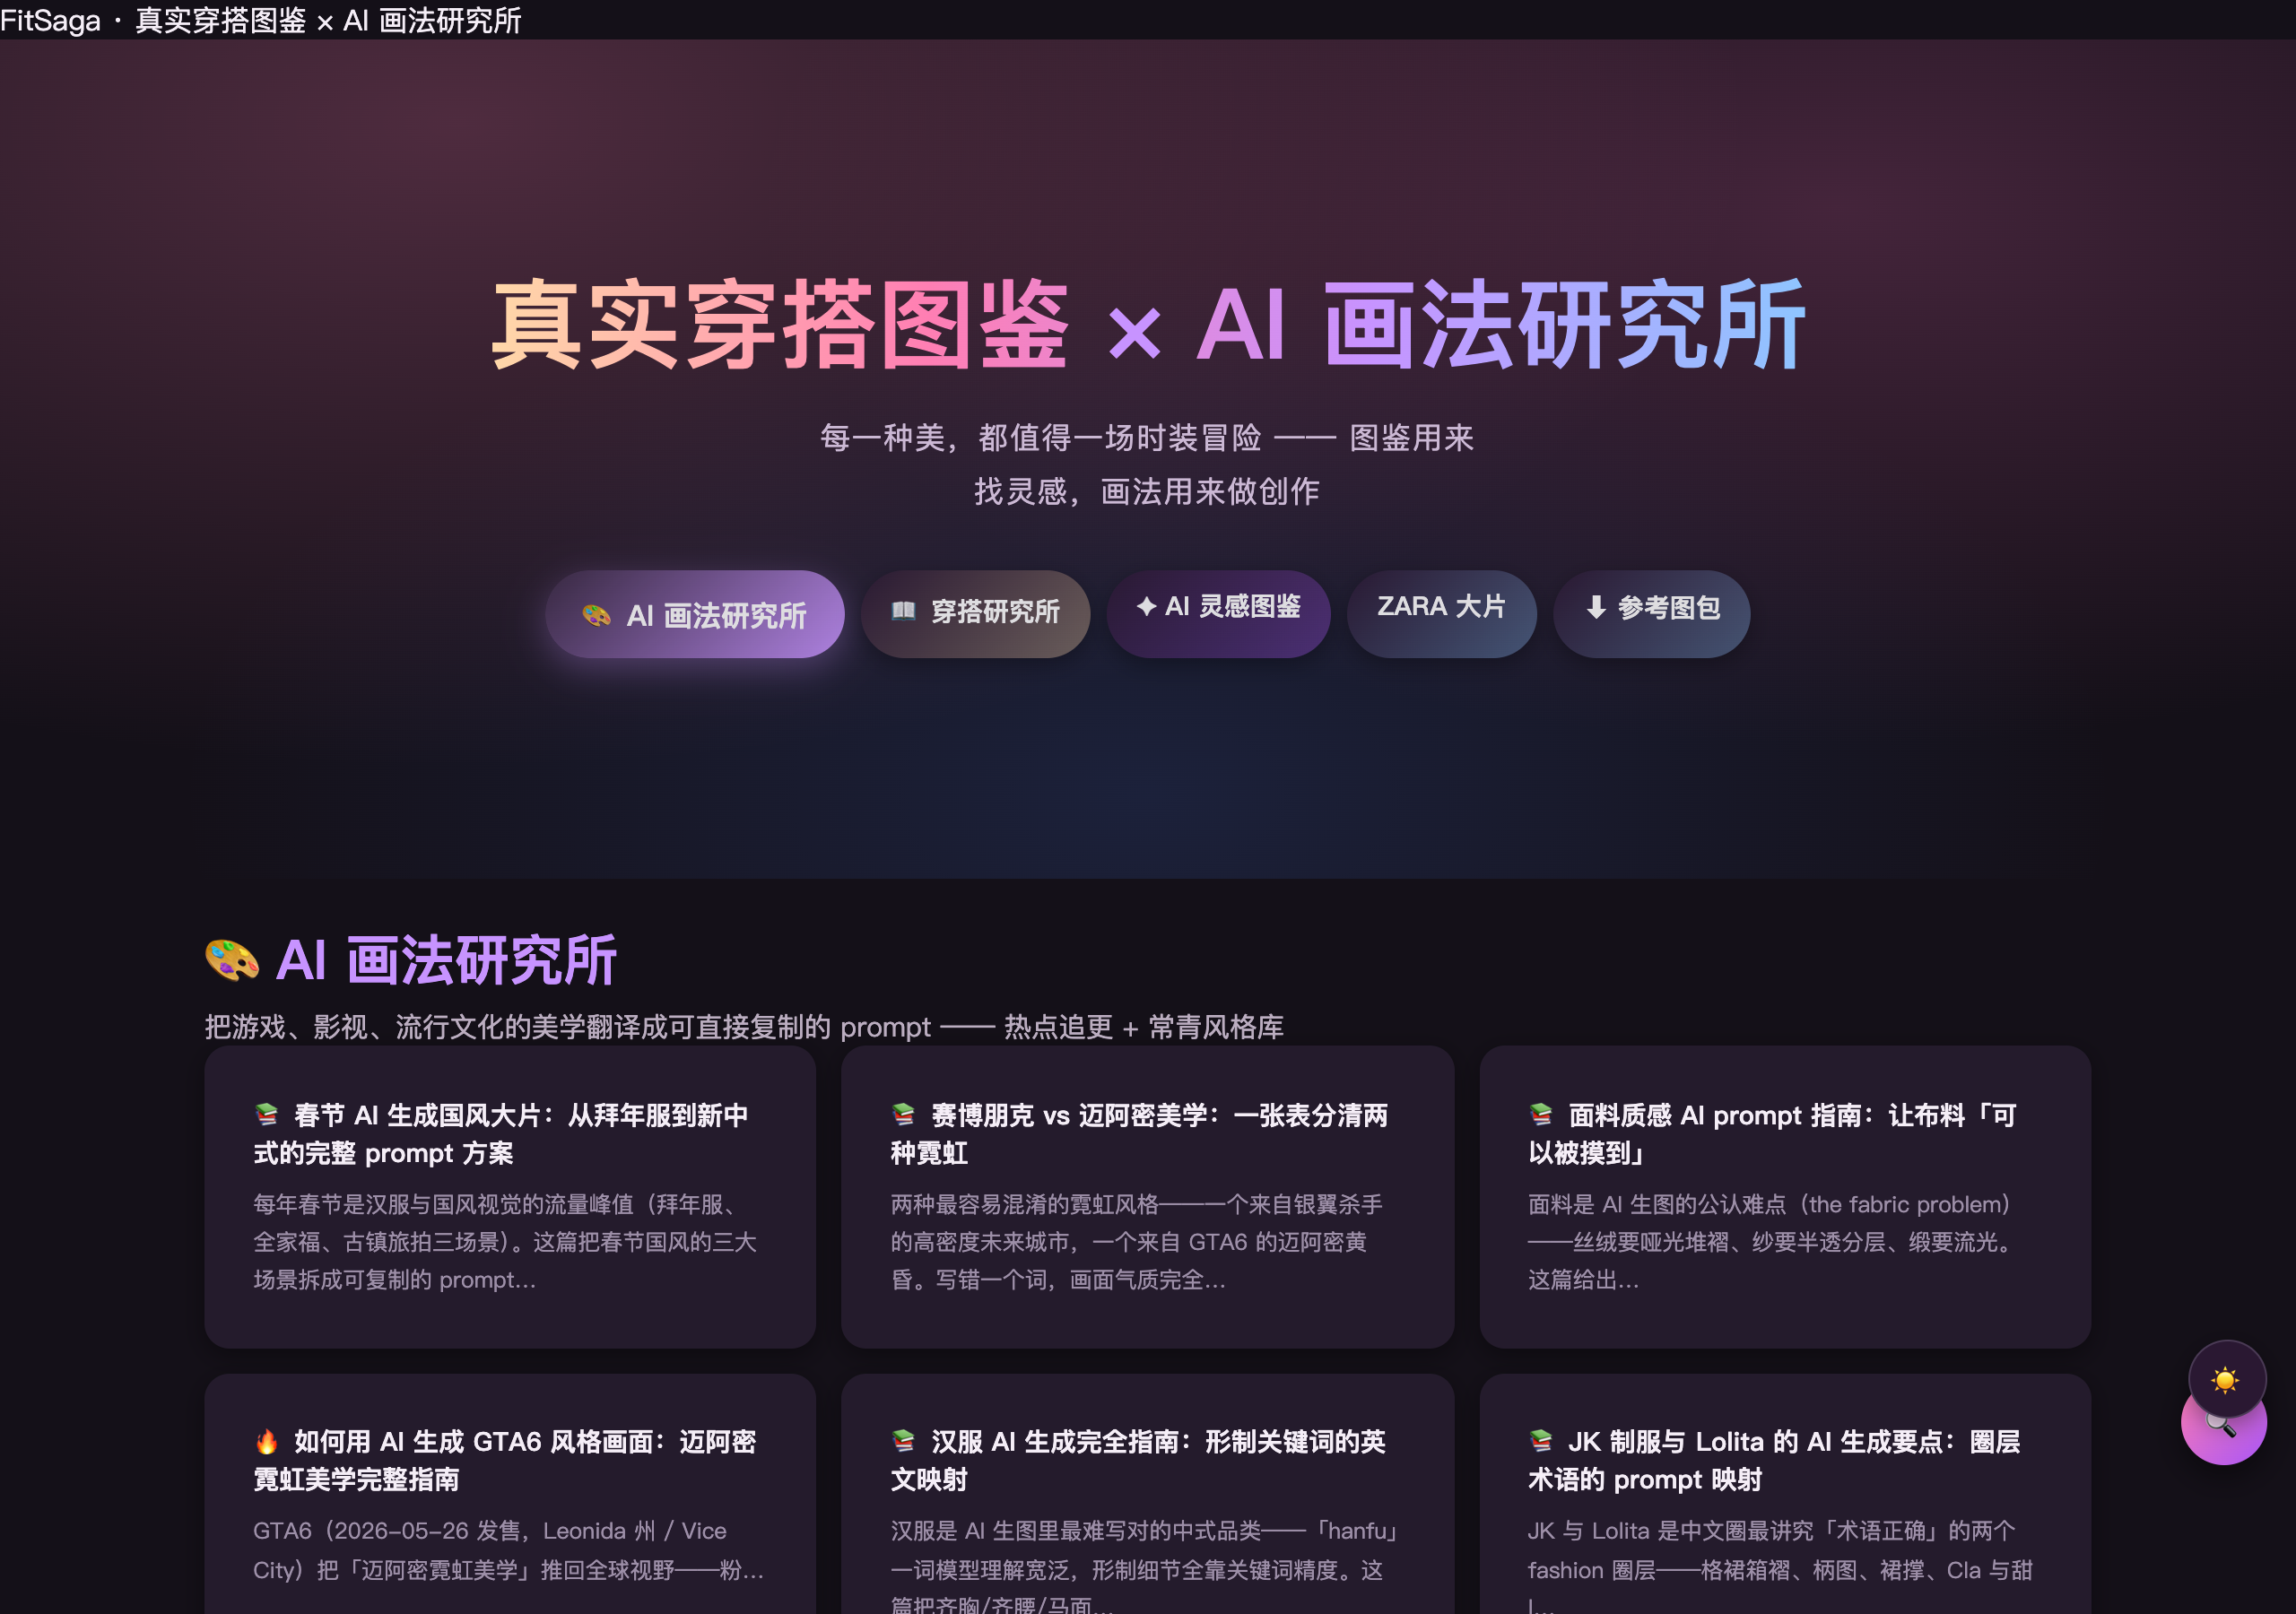 FitSaga · 真实穿搭图鉴 × AI 画法研究所
真实穿搭图鉴 × AI 画法研究所
每一种美，都值得一场时装冒险 —— 图鉴用来
找灵感，画法用来做创作
🎨 AI 画法研究所
📖 穿搭研究所
✦ AI 灵感图鉴
ZARA 大片
⬇ 参考图包
🎨 AI 画法研究所
把游戏、影视、流行文化的美学翻译成可直接复制的 prompt —— 热点追更 + 常青风格库
📚 春节 AI 生成国风大片：从拜年服到新中
式的完整 prompt 方案
每年春节是汉服与国风视觉的流量峰值（拜年服、
全家福、古镇旅拍三场景）。这篇把春节国风的三大
场景拆成可复制的 prompt…
📚 赛博朋克 vs 迈阿密美学：一张表分清两
种霓虹
两种最容易混淆的霓虹风格——一个来自银翼杀手
的高密度未来城市，一个来自 GTA6 的迈阿密黄
昏。写错一个词，画面气质完全…
📚 面料质感 AI prompt 指南：让布料「可
以被摸到」
面料是 AI 生图的公认难点（the fabric problem）
——丝绒要哑光堆褶、纱要半透分层、缎要流光。
这篇给出…
🔥 如何用 AI 生成 GTA6 风格画面：迈阿密
霓虹美学完整指南
GTA6（2026-05-26 发售，Leonida 州 / Vice
City）把「迈阿密霓虹美学」推回全球视野——粉…
📚 汉服 AI 生成完全指南：形制关键词的英
文映射
汉服是 AI 生图里最难写对的中式品类——「hanfu」
一词模型理解宽泛，形制细节全靠关键词精度。这
篇把齐胸/齐腰/马面…
📚 JK 制服与 Lolita 的 AI 生成要点：圈层
术语的 prompt 映射
JK 与 Lolita 是中文圈最讲究「术语正确」的两个
fashion 圈层——格裙箱褶、柄图、裙撑、Cla 与甜